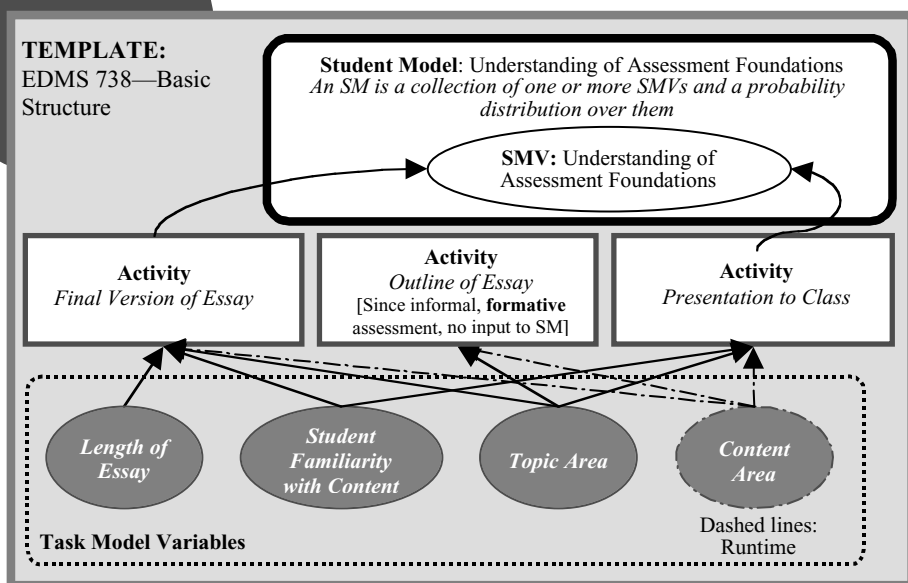 TEMPLATE:
EDMS 738—Basic
Structure
Student Model: Understanding of Assessment Foundations
An SM is a collection of one or more SMVs and a probability
distribution over them
SMV: Understanding of
Assessment Foundations
Activity
Final Version of Essay
Activity
Outline of Essay
[Since informal, formative
assessment, no input to SM]
Activity
Presentation to Class
Length of
Essay
Student
Familiarity
with Content
Topic Area
Content
Area
Task Model Variables
Dashed lines:
Runtime